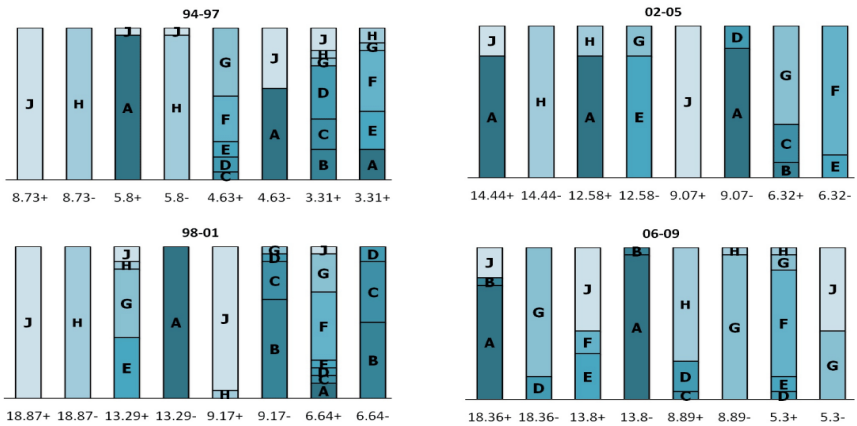 94-97
J
H
J
A
J
H
G
F
E
D
C
J
A
J
H
G
D
C
B
H
G
F
E
A
8.73+ 8.73- 5.8+ 5.8- 4.63+ 4.63- 3.31+ 3.31+
02-05
J
A
H
H
A
G
E
J
D
A
G
C
B
F
E
14.44+ 14.44- 12.58+ 12.58- 9.07+ 9.07- 6.32+ 6.32-
98-01
J
H
J
H
G
E
A
J
H
G
D
C
B
J
G
F
E
D
C
A
D
C
B
18.87+ 18.87- 13.29+ 13.29- 9.17+ 9.17- 6.64+ 6.64-
06-09
J
B
A
G
D
J
F
E
B
A
H
D
C
H
G
H
G
F
E
D
J
G
18.36+ 18.36- 13.8+ 13.8- 8.89+ 8.89- 5.3+ 5.3-